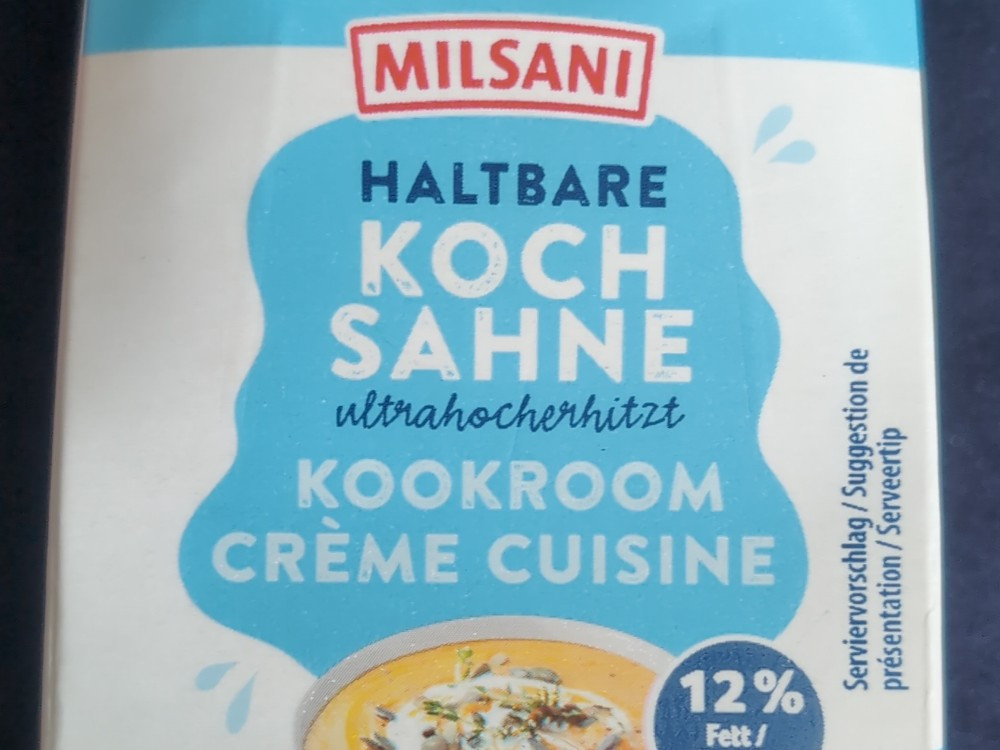 MILSANI
HALTBARE
KOCH
SAHNE
ultrahocherhitzt
KOOKROOM
CRÈME CUISINE
12%
Fett /
Serviervorschlag / Suggestion de
présentation / Serveertip